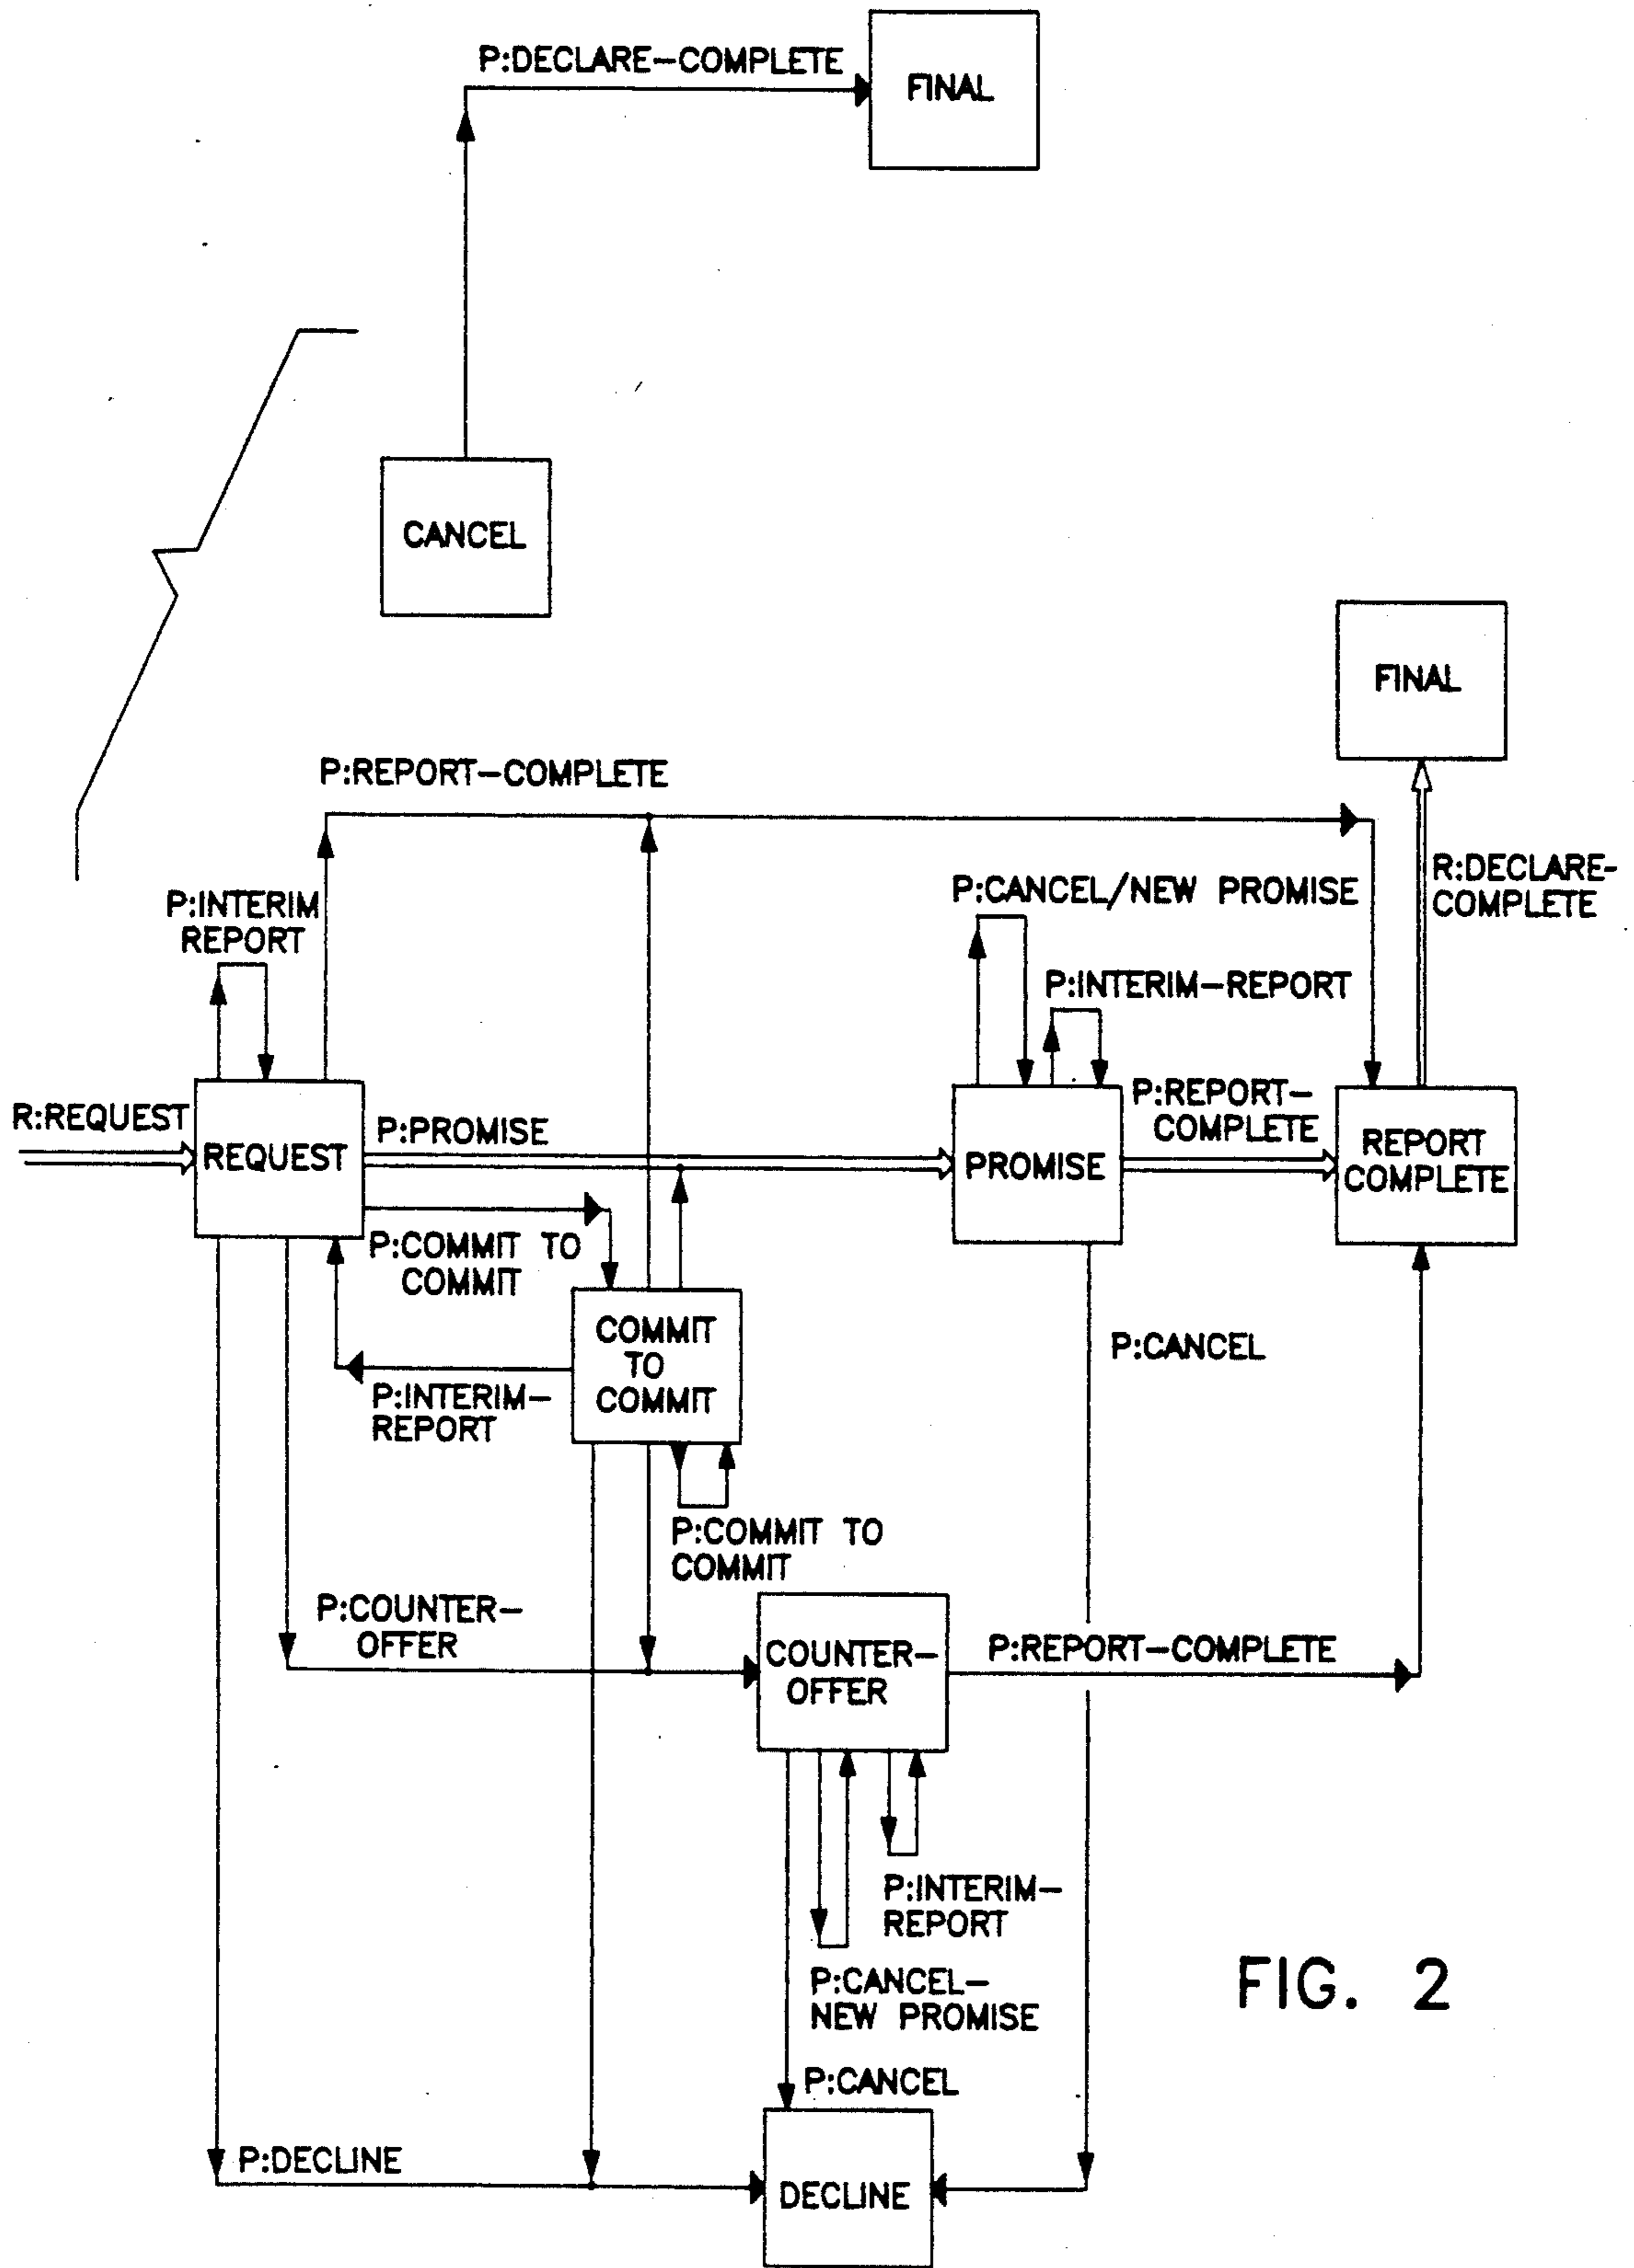 P:DECLARE-COMPLETE
FINAL
CANCEL
FINAL
P:REPORT-COMPLETE
R:DECLARE-
COMPLETE
P:CANCEL/NEW PROMISE
P:INTERIM
REPORT
P:INTERIM-REPORT
R:REQUEST
REQUEST
P:PROMISE
PROMISE
P:REPORT-
COMPLETE
REPORT
COMPLETE
P:COMMIT TO
COMMIT
COMMIT
TO
COMMIT
P:CANCEL
P:INTERIM-
REPORT
P:COMMIT TO
COMMIT
P:COUNTER-
OFFER
COUNTER-
OFFER
P:REPORT-COMPLETE
P:INTERIM-
REPORT
P:CANCEL-
NEW PROMISE
P:CANCEL
P:DECLINE
DECLINE
FIG. 2